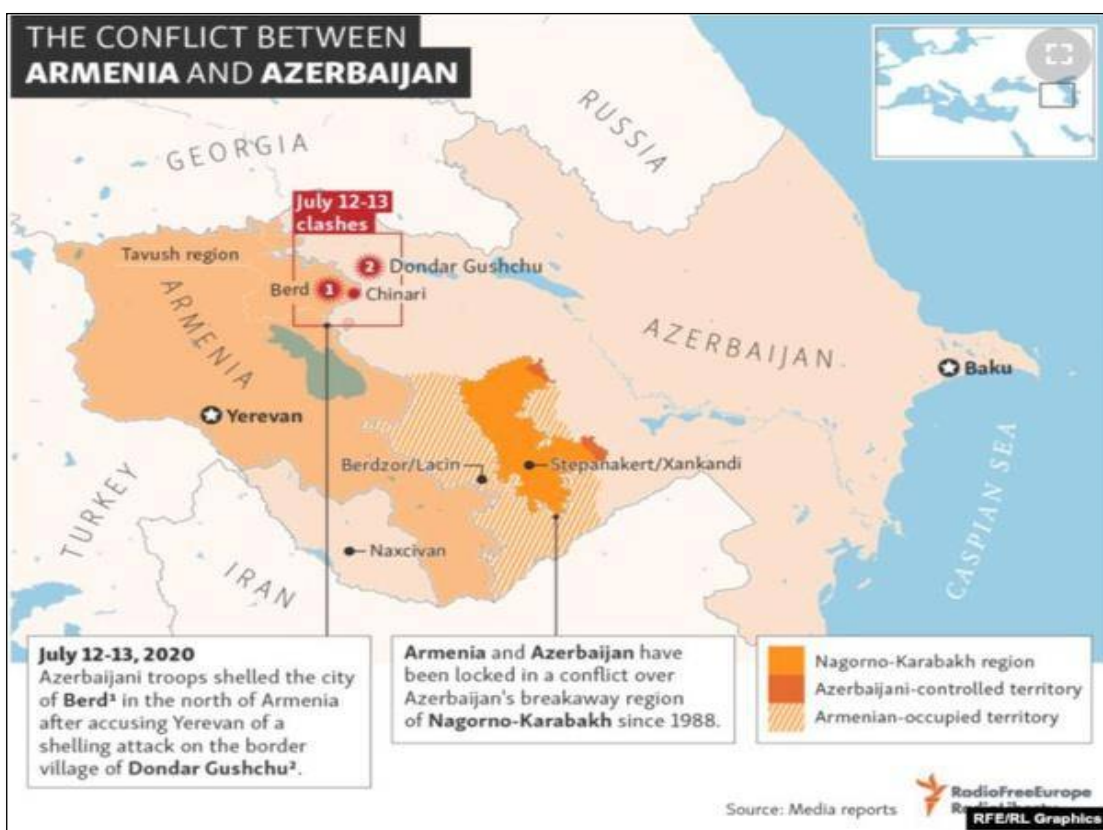 THE CONFLICT BETWEEN
ARMENIA AND AZERBAIJAN
RUSSIA
GEORGIA
July 12-13
clashes
Tavush region
2 Dondar Gushchu
Berd 1
Chinari
ARMENIA
AZERBAIJAN
Baku
Yerevan
Berdzor/Lacin
Stepanakert/Xankandi
TURKEY
CASPIAN SEA
Naxcivan
IRAN
July 12-13, 2020
Azerbaijani troops shelled the city
of Berd¹ in the north of Armenia
after accusing Yerevan of a
shelling attack on the border
village of Dondar Gushchu².
Armenia and Azerbaijan have
been locked in a conflict over
Azerbaijan's breakaway region
of Nagorno-Karabakh since 1988.
Nagorno-Karabakh region
Azerbaijani-controlled territory
Armenian-occupied territory
Source: Media reports
RadioFreeEurope
RFE/RL Graphics